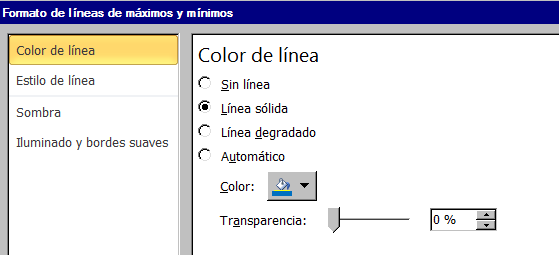 Formato de líneas de máximos y mínimos
Color de línea
Estilo de línea
Sombra
Iluminado y bordes suaves
Color de línea
Sin línea
Línea sólida
Línea degradado
Automático
Color:
Transparencia:
0 %